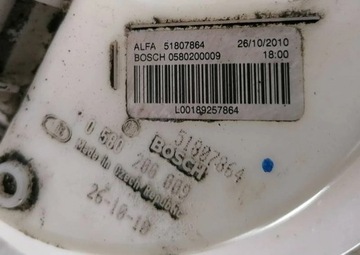 ALFA 51807864 26/10/2010
BOSCH 0580200009 18:00
L00189257864
51807864
BOSCH
0 580 200 009
Made in Czech Republic
26-10-10